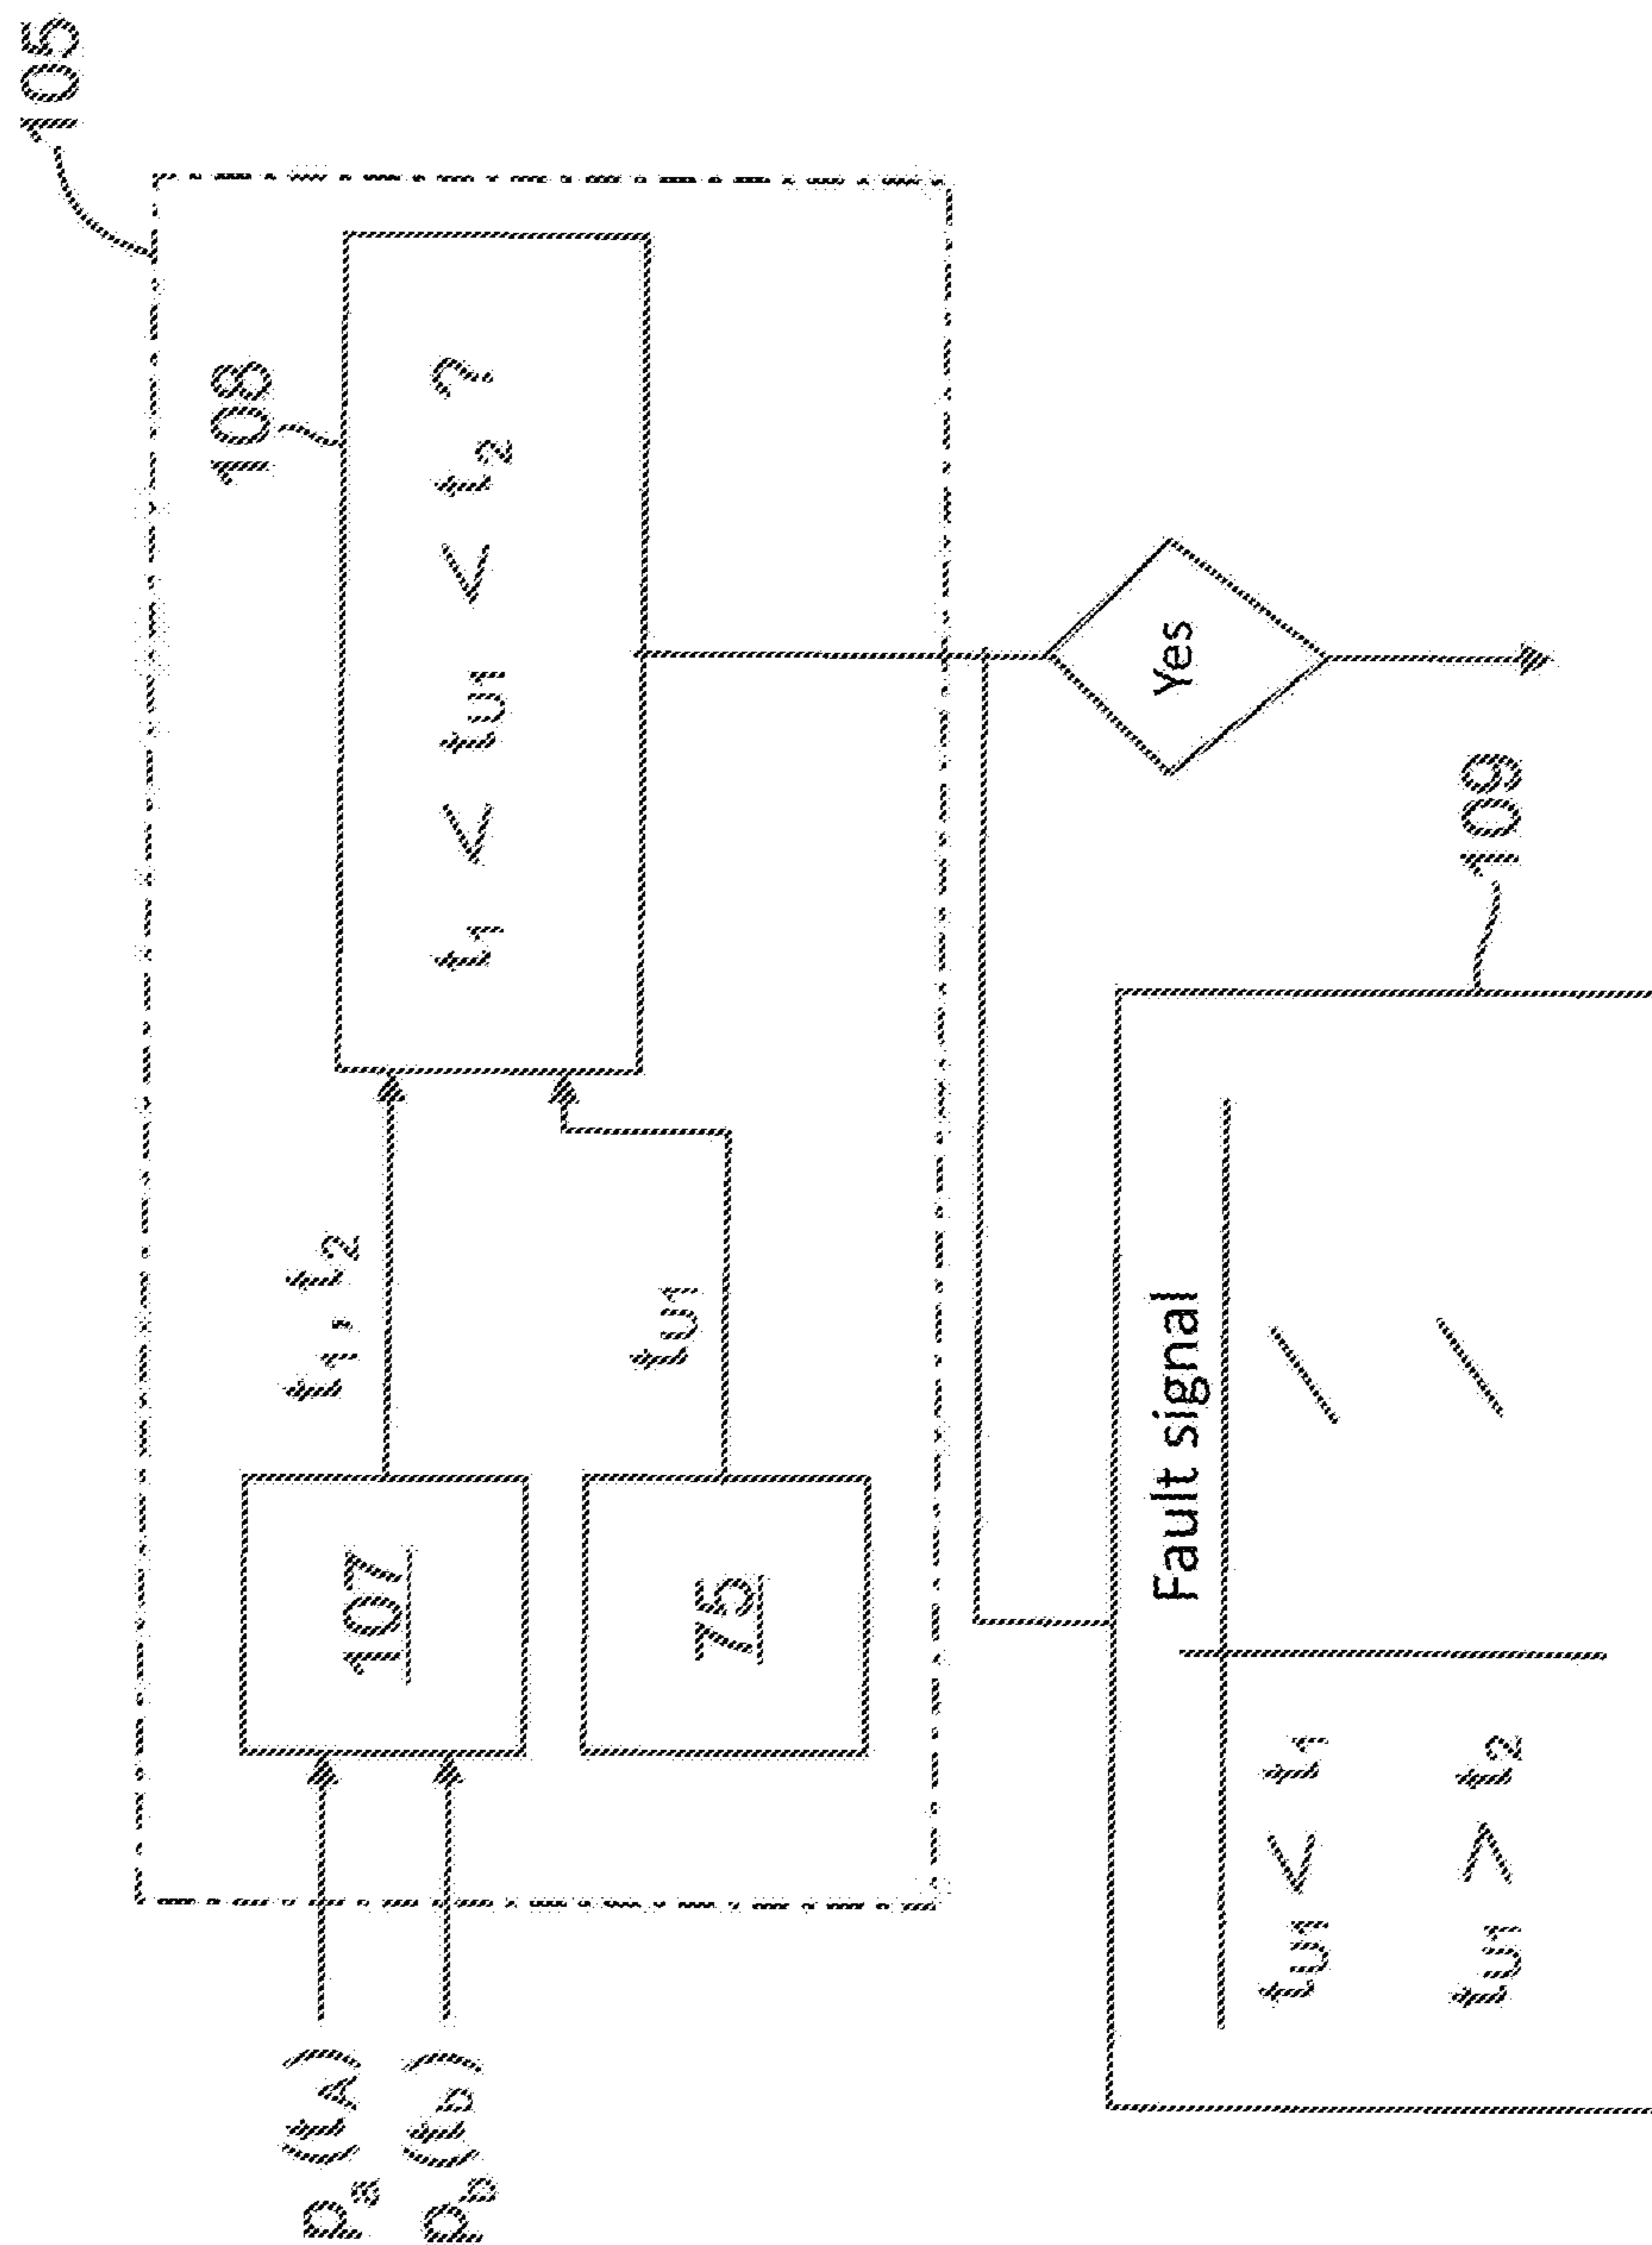 105
108
Pa(tA)
Pb(tb)
107
t1, t2
t1 < tU1 < t2 ?
75
tU1
Yes
109
Fault signal
tU1 < t1
tU1 > t2